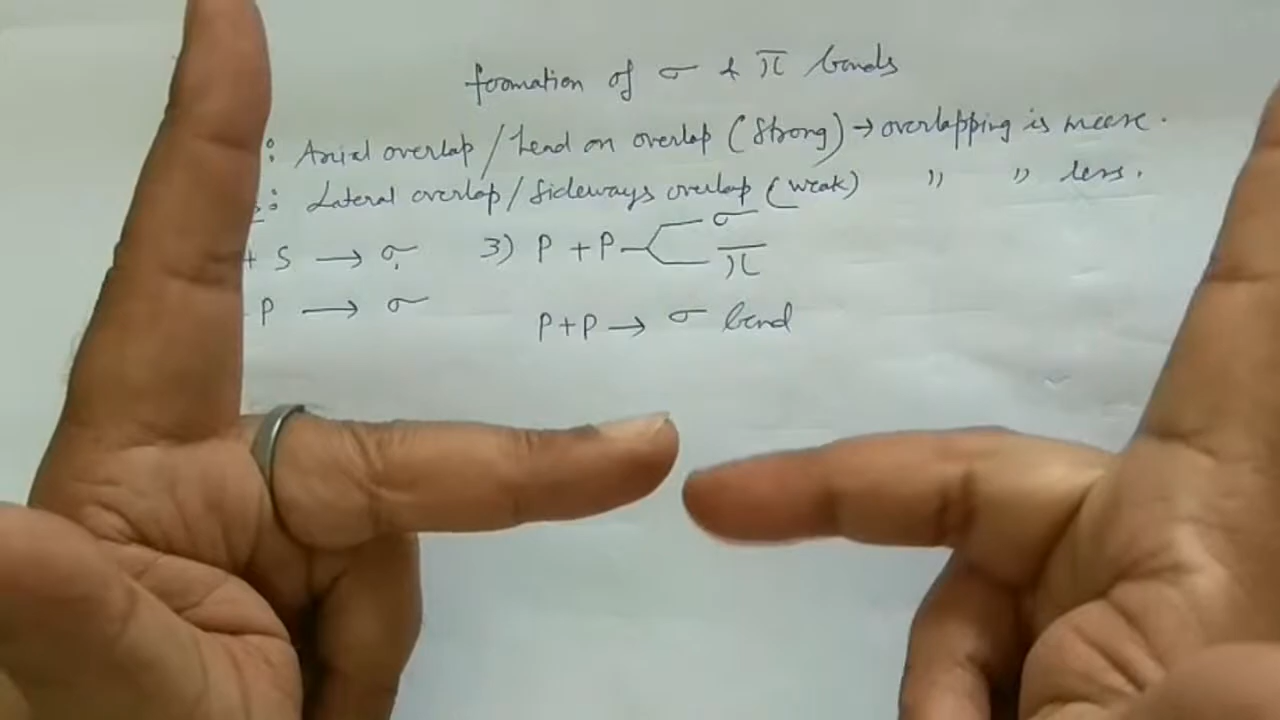 formation of σ & π bonds
: Axial overlap/head on overlap (Strong) → overlapping is more.
: Lateral overlap/Sideways overlap (weak) " " less.
+ S → σ 3) P + P σ
π
P → σ P+P → σ bond